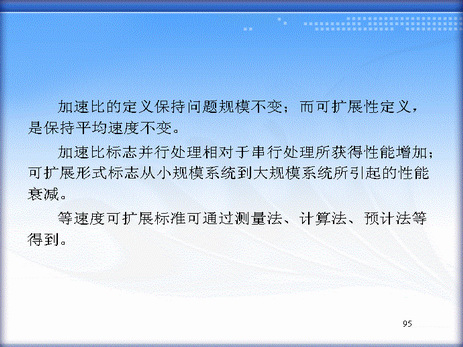 加速比的定义保持问题规模不变；而可扩展性定义，
是保持平均速度不变。
加速比标志并行处理相对于串行处理所获得性能增加；
可扩展形式标志从小规模系统到大规模系统所引起的性能
衰减。
等速度可扩展标准可通过测量法、计算法、预计法等
得到。
95